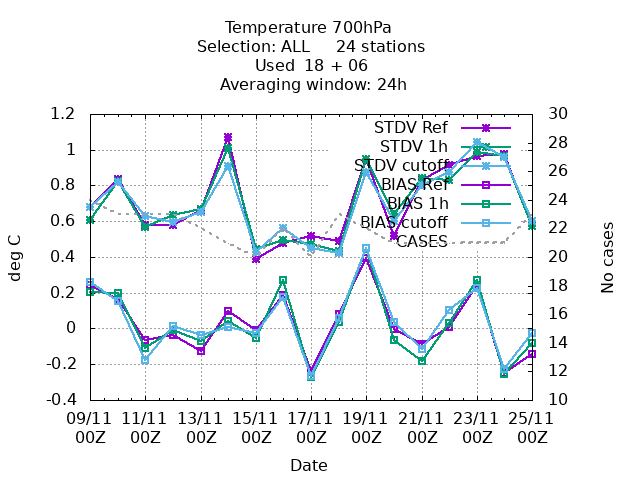 Temperature 700hPa
Selection: ALL     24 stations
Used  18 + 06
Averaging window: 24h
1.2
1
0.8
0.6
0.4
0.2
0
-0.2
-0.4
deg C
30
28
26
24
22
20
18
16
14
12
10
No cases
STDV Ref
STDV 1h
STDV cutoff
BIAS Ref
BIAS 1h
BIAS cutoff
CASES
09/11 11/11 13/11 15/11 17/11 19/11 21/11 23/11 25/11
00Z 00Z 00Z 00Z 00Z 00Z 00Z 00Z 00Z
Date